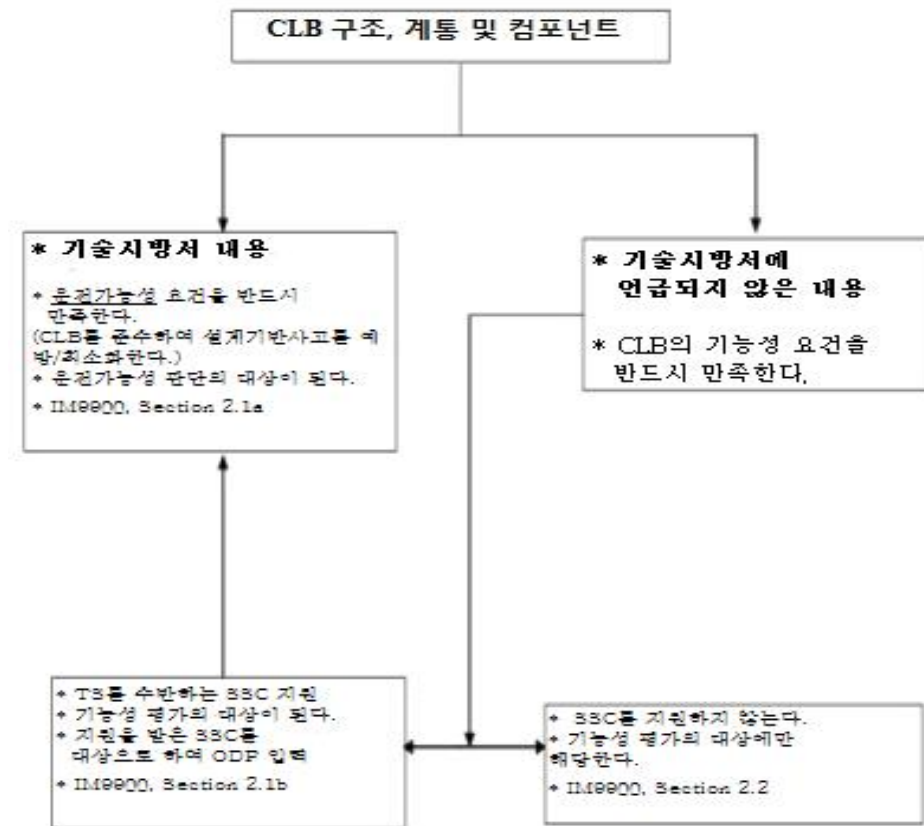 CLB 구조, 계통 및 컴포넌트
* 기술시방서 내용
* 운전가능성 요건을 반드시
만족한다.
(CLB를 준수하여 설계기반사고를 예
방/최소화한다.)
* 운전가능성 판단의 대상이 된다.
* IM9900, Section 2.1a
* 기술시방서에
언급되지 않은 내용
* CLB의 기능성 요건을
반드시 만족한다.
* TS를 수반하는 SSC 지원
* 기능성 평가의 대상이 된다.
* 지원을 받은 SSC를
대상으로 하여 ODP 입력
* IM9900, Section 2.1b
* SSC를 지원하지 않는다.
* 기능성 평가의 대상에만
해당한다.
* IM9900, Section 2.2